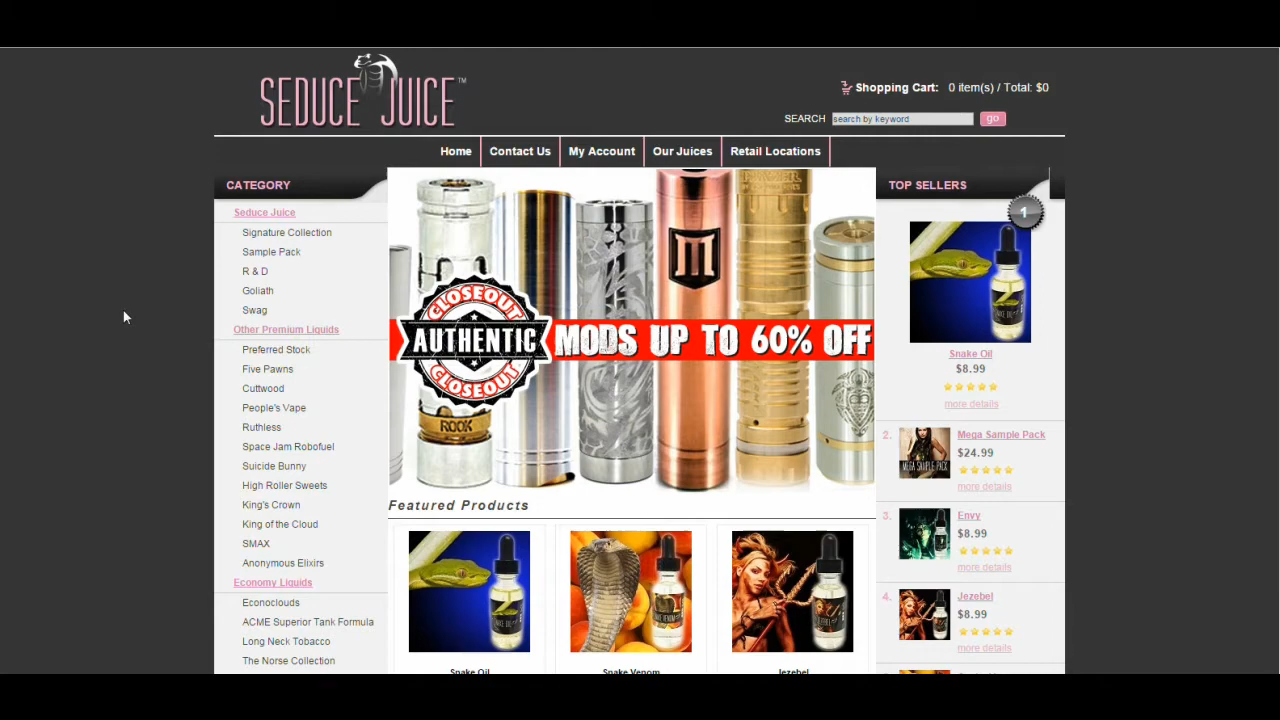 SEDUCE JUICE™
Shopping Cart: 0 item(s) / Total: $0
SEARCH search by keyword go
Home Contact Us My Account Our Juices Retail Locations
CATEGORY
Seduce Juice
Signature Collection
Sample Pack
R & D
Goliath
Swag
Other Premium Liquids
Preferred Stock
Five Pawns
Cuttwood
People's Vape
Ruthless
Space Jam Robofuel
Suicide Bunny
High Roller Sweets
King's Crown
King of the Cloud
SMAX
Anonymous Elixirs
Economy Liquids
Econoclouds
ACME Superior Tank Formula
Long Neck Tobacco
The Norse Collection
M
CLOSEOUT
AUTHENTIC
CLOSEOUT
MODS UP TO 60% OFF
ROOK
Featured Products
Snake Oil
Snake Venom
Jezebel
TOP SELLERS
1
Snake Oil
$8.99
more details
2.
MEGA SAMPLE PACK
Mega Sample Pack
$24.99
more details
3.
Envy
$8.99
more details
4.
Jezebel
$8.99
more details